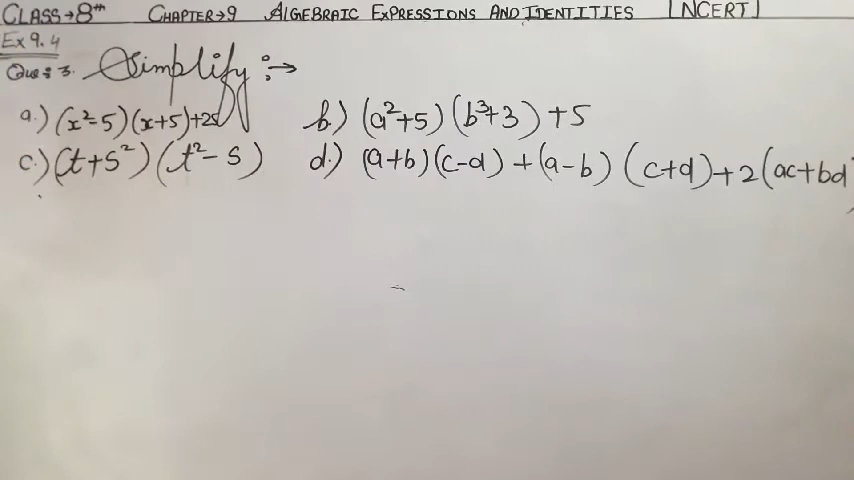 CLASS→8th CHAPTER→9 ALGEBRAIC EXPRESSIONS AND IDENTITIES [NCERT]
Ex 9.4
Que: 3. Simplify :→
a.) (x²-5)(x+5)+25 b.) (a²+5)(b³+3)+5
c.) (t+s²)(t²-s) d.) (a+b)(c-d)+(a-b)(c+d)+2(ac+bd)